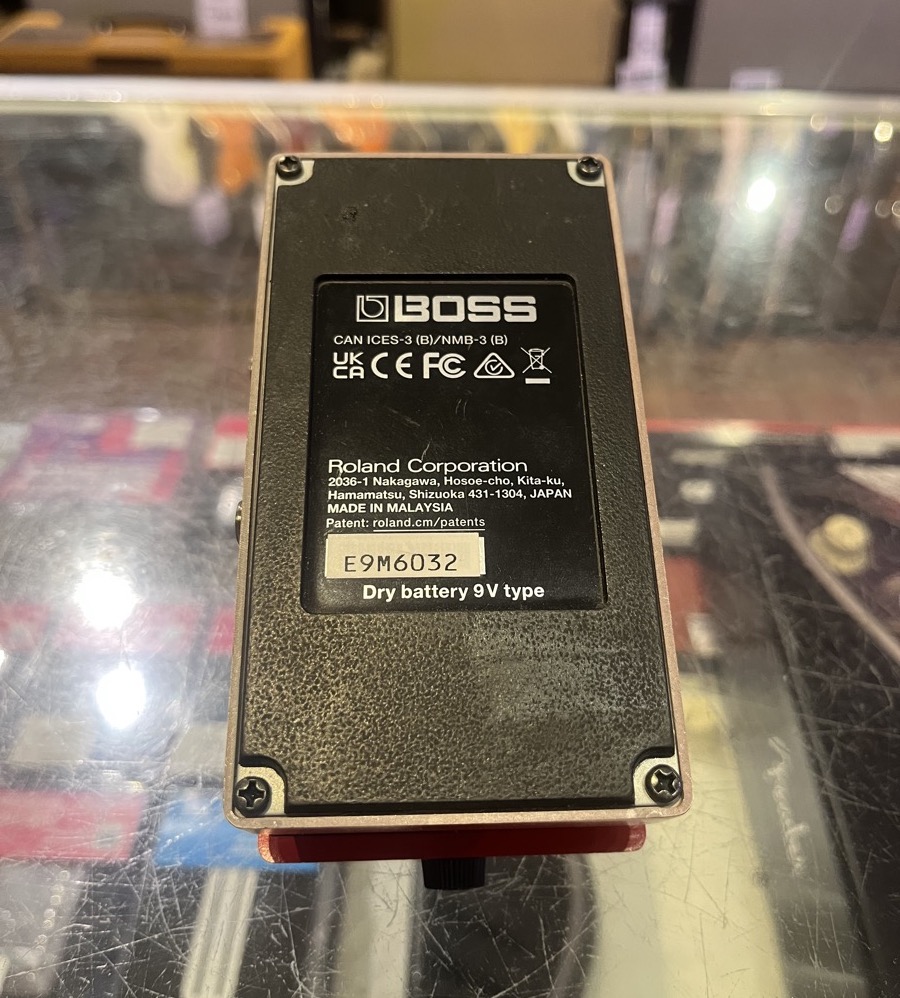 BOSS
CAN ICES-3 (B)/NMB-3 (B)
UK
CA CE FC
Roland Corporation
2036-1 Nakagawa, Hosoe-cho, Kita-ku,
Hamamatsu, Shizuoka 431-1304, JAPAN
MADE IN MALAYSIA
Patent: roland.cm/patents
E9M6032
Dry battery 9V type
Fender